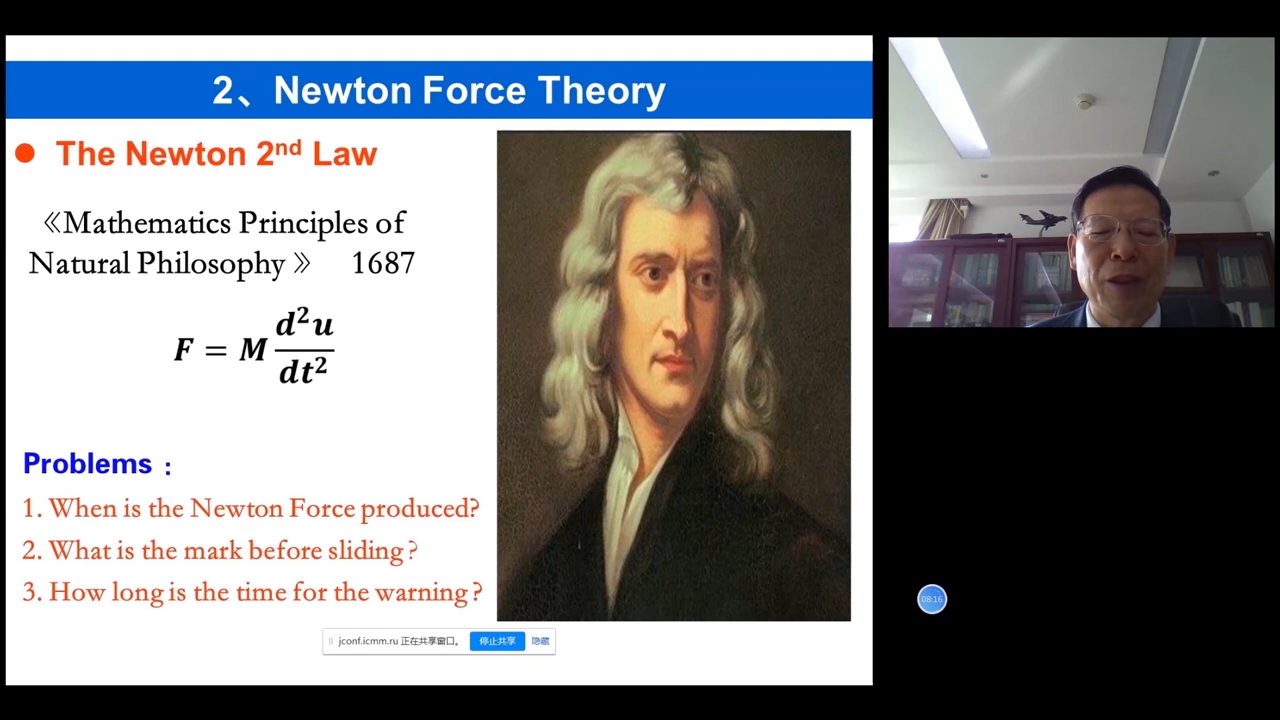 2、Newton Force Theory
● The Newton 2nd Law
《Mathematics Principles of
Natural Philosophy 》 1687
F = M d²u/dt²
Problems :
1. When is the Newton Force produced?
2. What is the mark before sliding ?
3. How long is the time for the warning ?
jconf.icmm.ru 正在共享窗口。 停止共享 隐藏
08:16